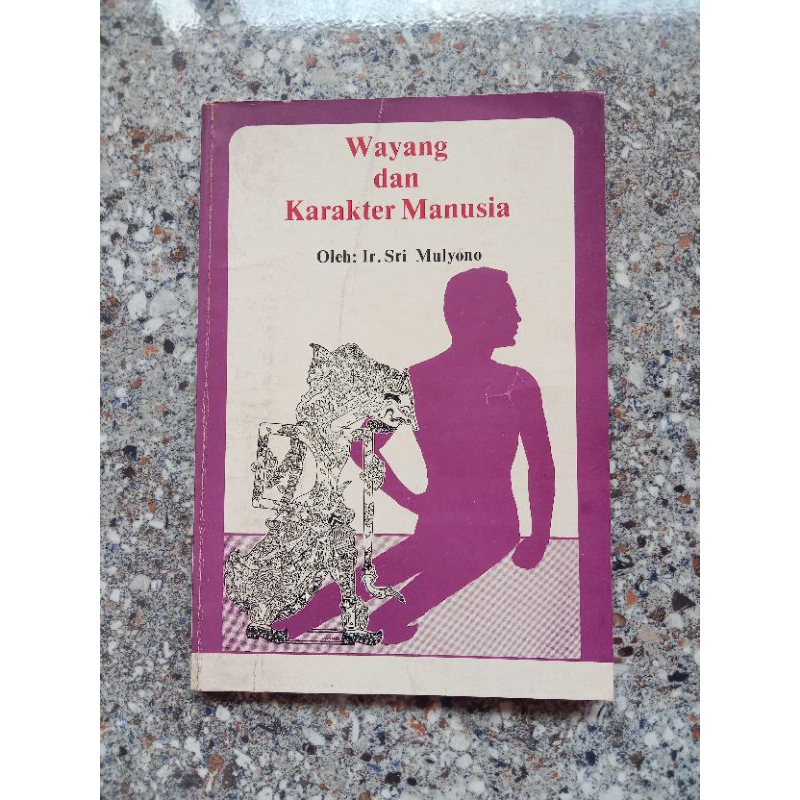 Wayang
dan
Karakter Manusia
Oleh: Ir. Sri Mulyono